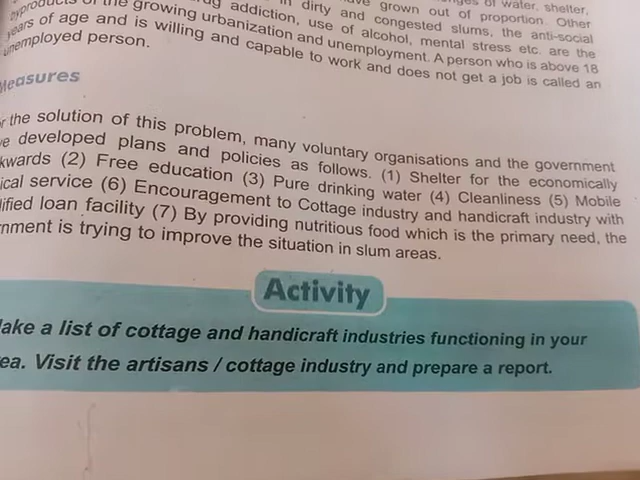 of water, shelter,
grown out of proportion. Other
in dirty and congested slums, the anti-social
addiction, use of alcohol, mental stress etc. are the
of the growing urbanization and unemployment. A person who is above 18
years of age and is willing and capable to work and does not get a job is called an
unemployed person.
Measures
the solution of this problem, many voluntary organisations and the government
developed plans and policies as follows. (1) Shelter for the economically
kwards (2) Free education (3) Pure drinking water (4) Cleanliness (5) Mobile
ical service (6) Encouragement to Cottage industry and handicraft industry with
lified loan facility (7) By providing nutritious food which is the primary need, the
nment is trying to improve the situation in slum areas.
Activity
ake a list of cottage and handicraft industries functioning in your
ea. Visit the artisans / cottage industry and prepare a report.